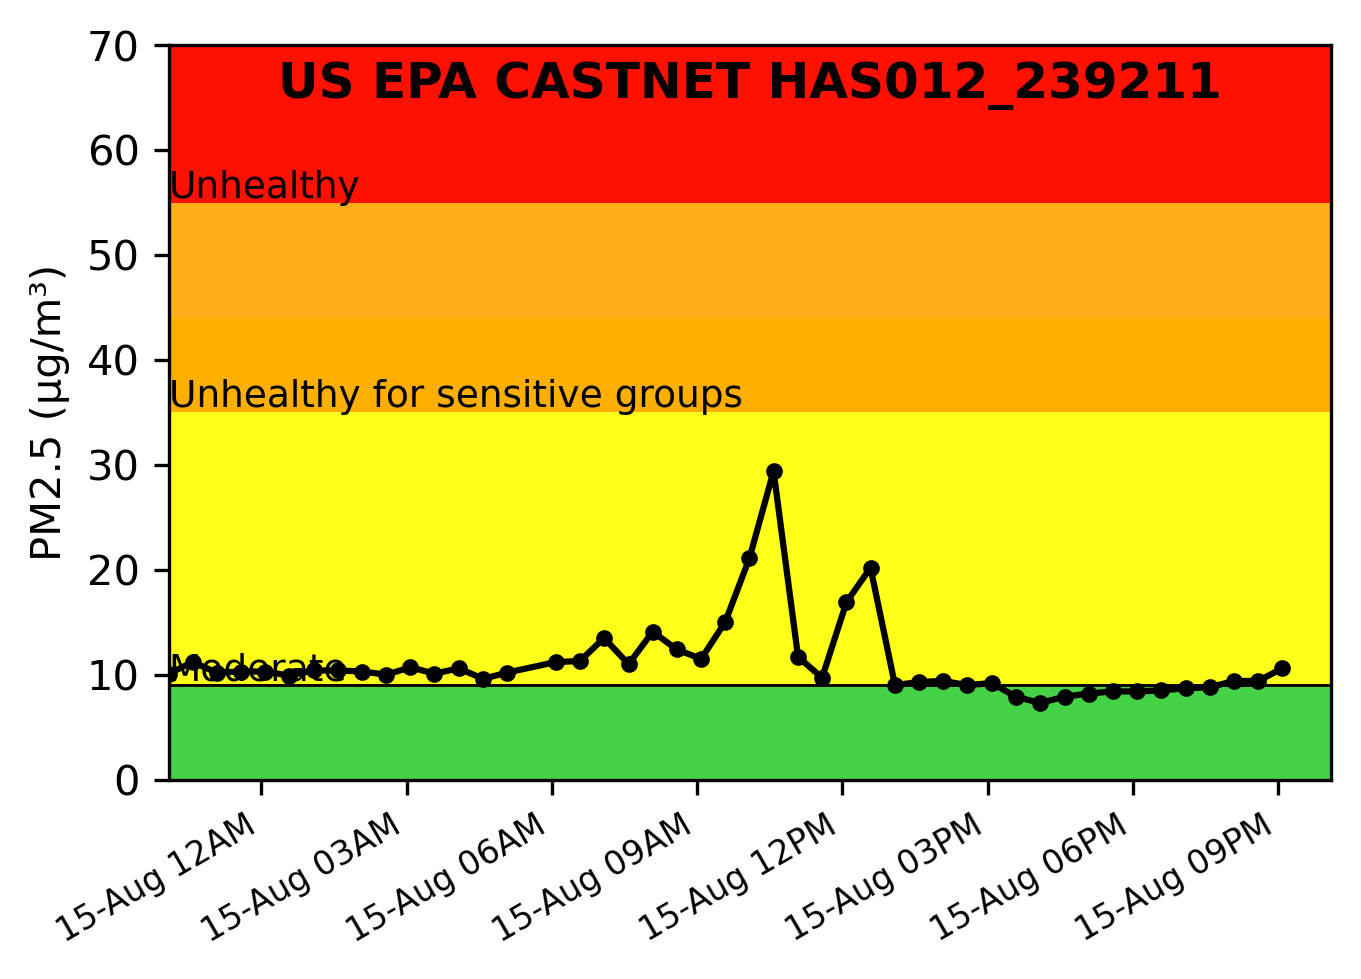 US EPA CASTNET HAS012_239211
PM2.5 (µg/m³)
70
60
50
40
30
20
10
0
Unhealthy
Unhealthy for sensitive groups
Moderate
15-Aug 12AM
15-Aug 03AM
15-Aug 06AM
15-Aug 09AM
15-Aug 12PM
15-Aug 03PM
15-Aug 06PM
15-Aug 09PM